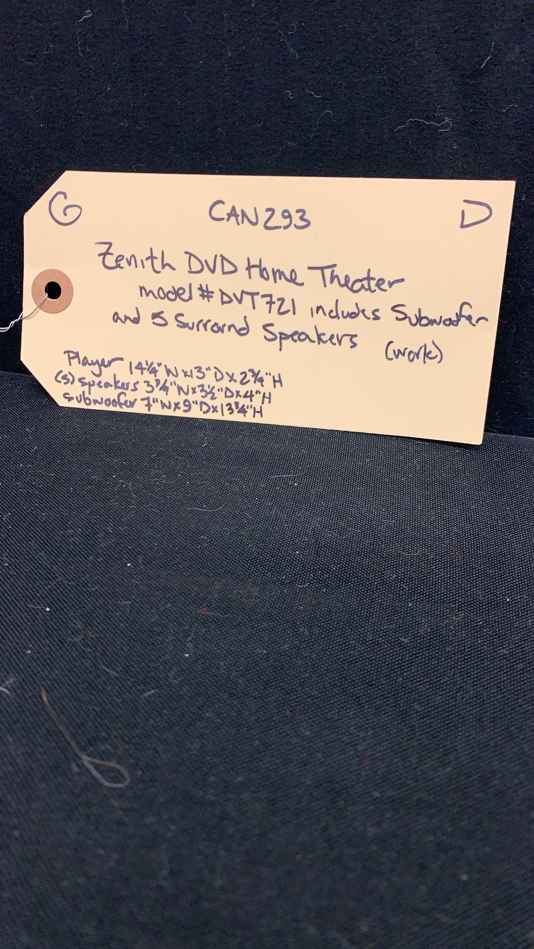 G CAN293 D
Zenith DVD Home Theater
model # DVT721 includes Subwoofer
and 5 Surround Speakers (work)
Player 14¼"W x 13"D x 2¾"H
(5) speakers 3¾"W x 3½"D x 4"H
subwoofer 7"W x 9"D x 13¾"H